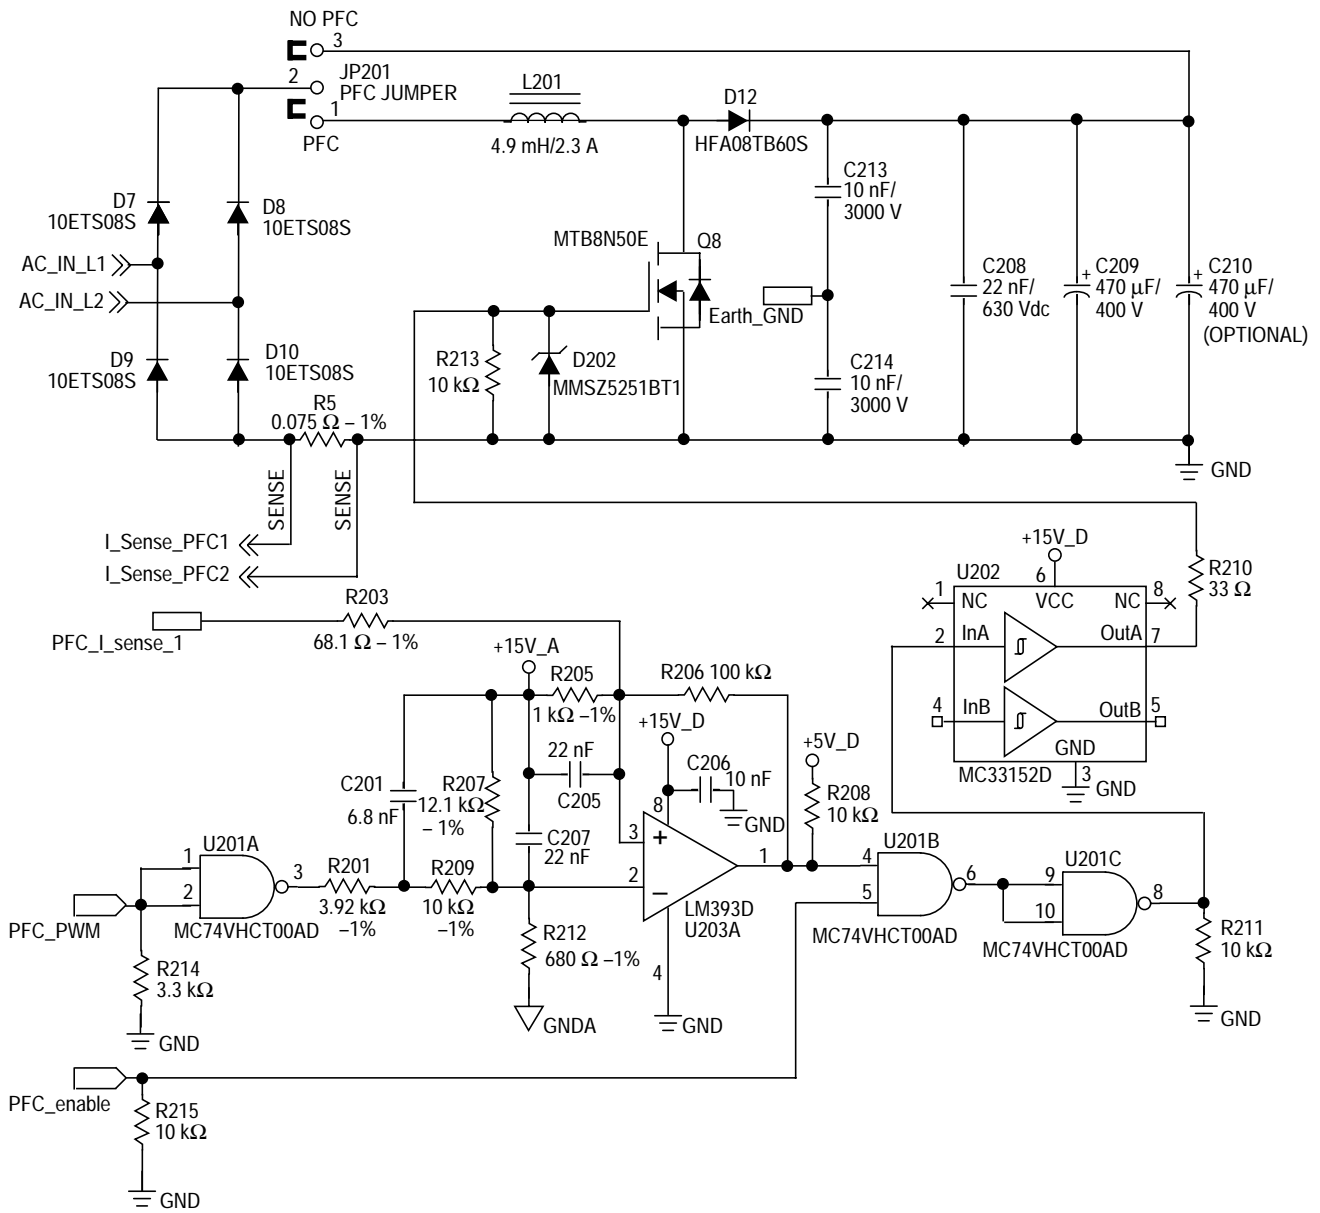 NO PFC
3
2
JP201
PFC JUMPER
1
PFC
L201
4.9 mH/2.3 A
D12
HFA08TB60S
D7
10ETS08S
D8
10ETS08S
AC_IN_L1
AC_IN_L2
D9
10ETS08S
D10
10ETS08S
R5
0.075 Ω – 1%
MTB8N50E
Q8
Earth_GND
R213
10 kΩ
D202
MMSZ5251BT1
C213
10 nF/
3000 V
C214
10 nF/
3000 V
C208
22 nF/
630 Vdc
+
C209
470 μF/
400 V
+
C210
470 μF/
400 V
(OPTIONAL)
GND
SENSE
SENSE
I_Sense_PFC1
I_Sense_PFC2
R203
68.1 Ω – 1%
PFC_I_sense_1
+15V_A
R205
1 kΩ –1%
R206 100 kΩ
+15V_D
22 nF
C205
C206
10 nF
GND
C201
6.8 nF
R207
12.1 kΩ
– 1%
C207
22 nF
8
3
+
2
–
1
LM393D
U203A
4
GND
+5V_D
R208
10 kΩ
+15V_D
U202
6
1
NC
VCC
NC
8
2
InA
OutA
7
4
InB
OutB
5
GND
MC33152D
3
GND
R210
33 Ω
U201A
1
2
3
MC74VHCT00AD
PFC_PWM
R201
3.92 kΩ
–1%
R209
10 kΩ
–1%
R212
680 Ω –1%
GNDA
R214
3.3 kΩ
GND
U201B
4
5
6
MC74VHCT00AD
U201C
9
10
8
MC74VHCT00AD
R211
10 kΩ
GND
PFC_enable
R215
10 kΩ
GND